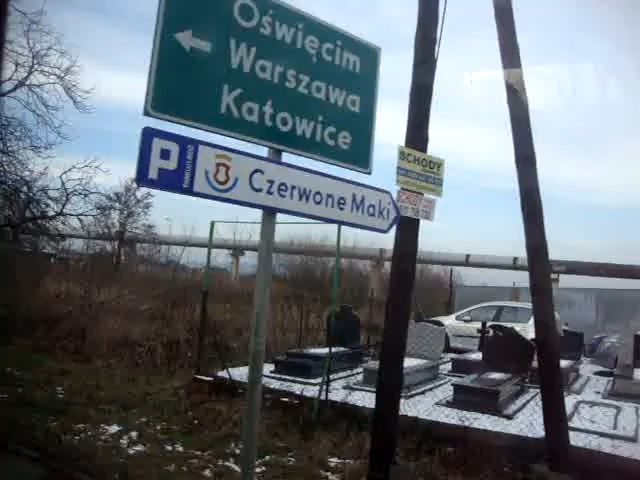 Oświęcim
Warszawa
Katowice
P
Czerwone Maki
SCHODY